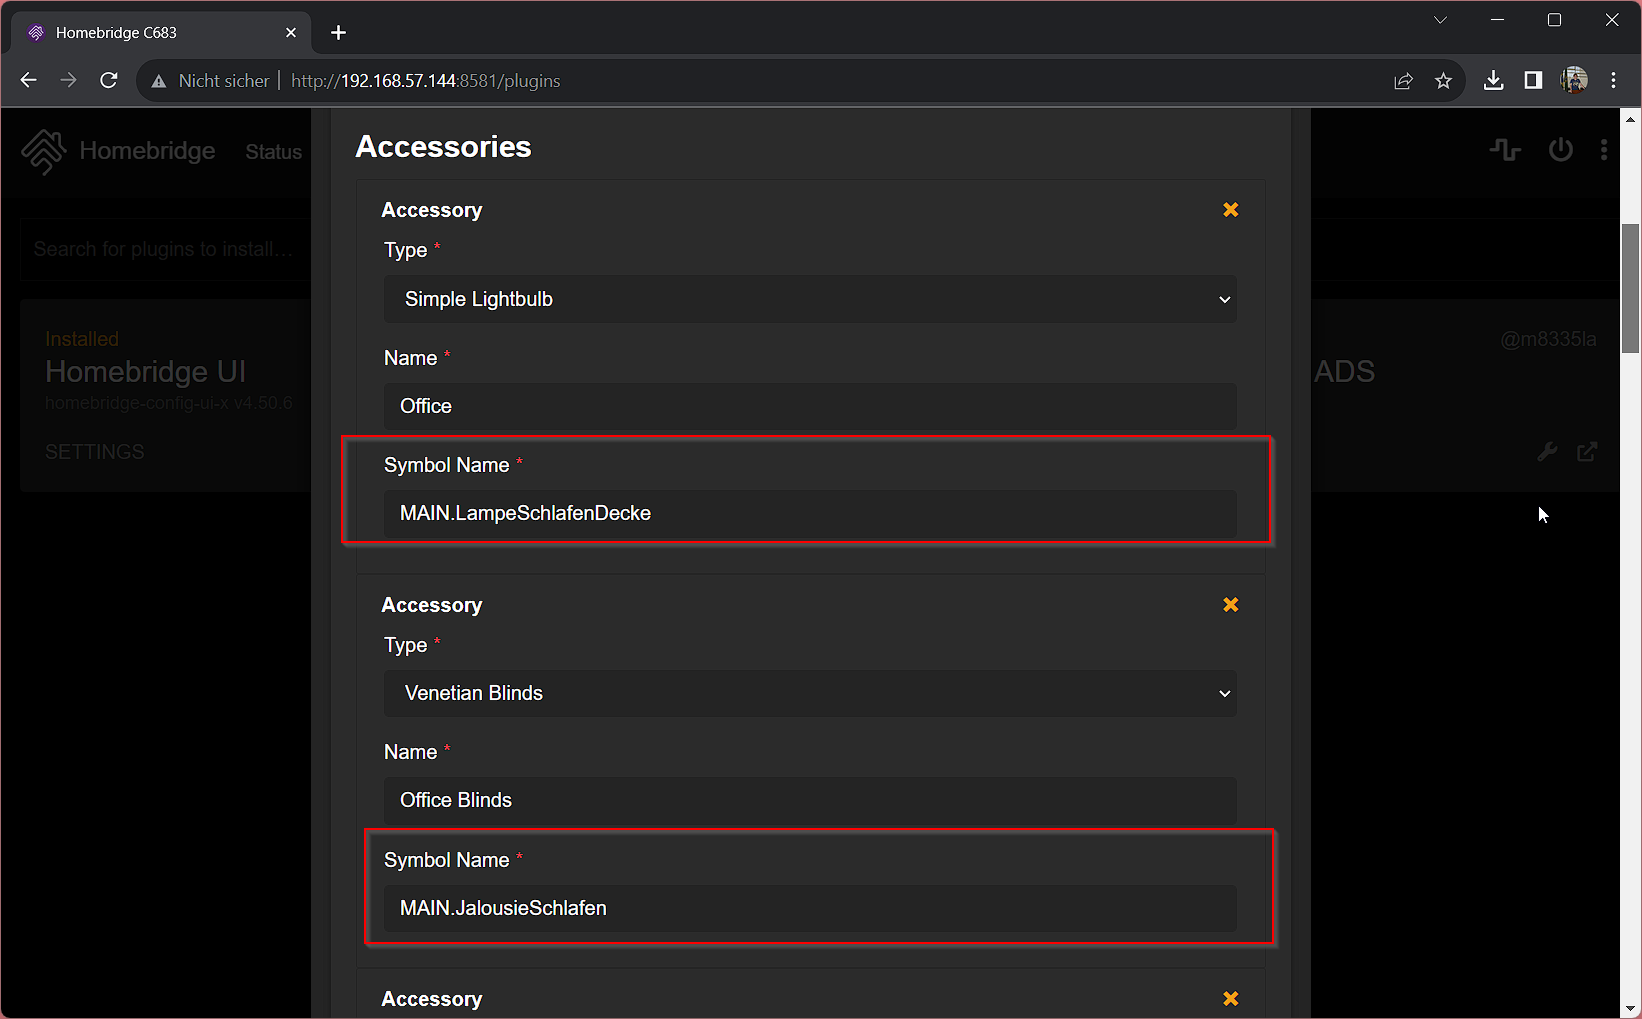 Homebridge C683
Nicht sicher
http://192.168.57.144:8581/plugins
Homebridge
Status
Search for plugins to install...
Installed
Homebridge UI
homebridge-config-ui-x v4.50.6
SETTINGS
@m8335la
ADS
Accessories
Accessory
Type *
Simple Lightbulb
Name *
Office
Symbol Name *
MAIN.LampeSchlafenDecke
Accessory
Type *
Venetian Blinds
Name *
Office Blinds
Symbol Name *
MAIN.JalousieSchlafen
Accessory